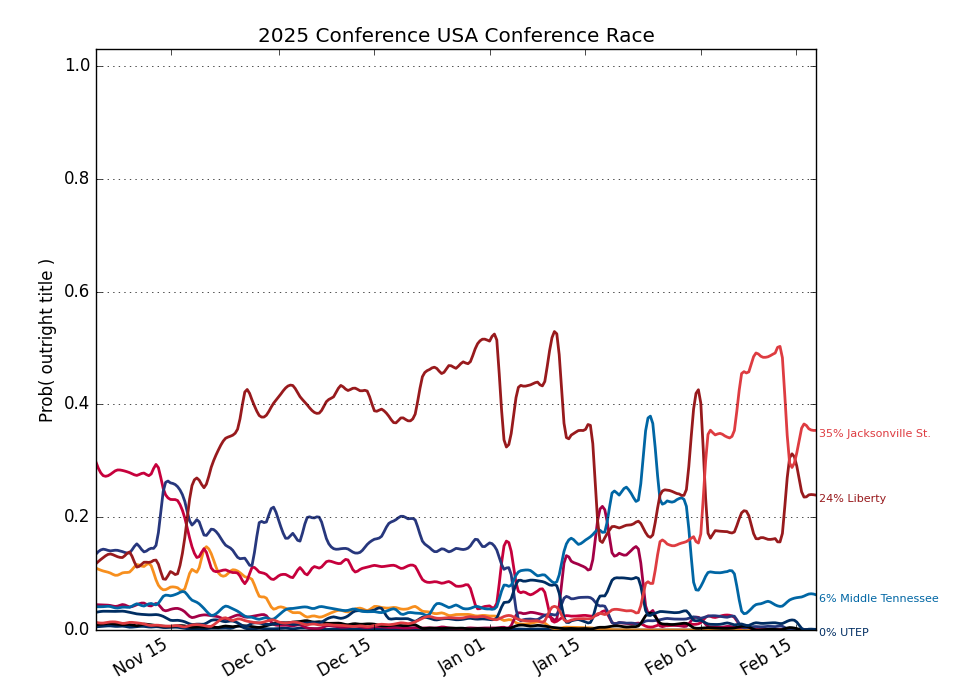 2025 Conference USA Conference Race
Prob( outright title )
1.0
0.8
0.6
0.4
0.2
0.0
35% Jacksonville St.
24% Liberty
6% Middle Tennessee
0% UTEP
Nov 15
Dec 01
Dec 15
Jan 01
Jan 15
Feb 01
Feb 15